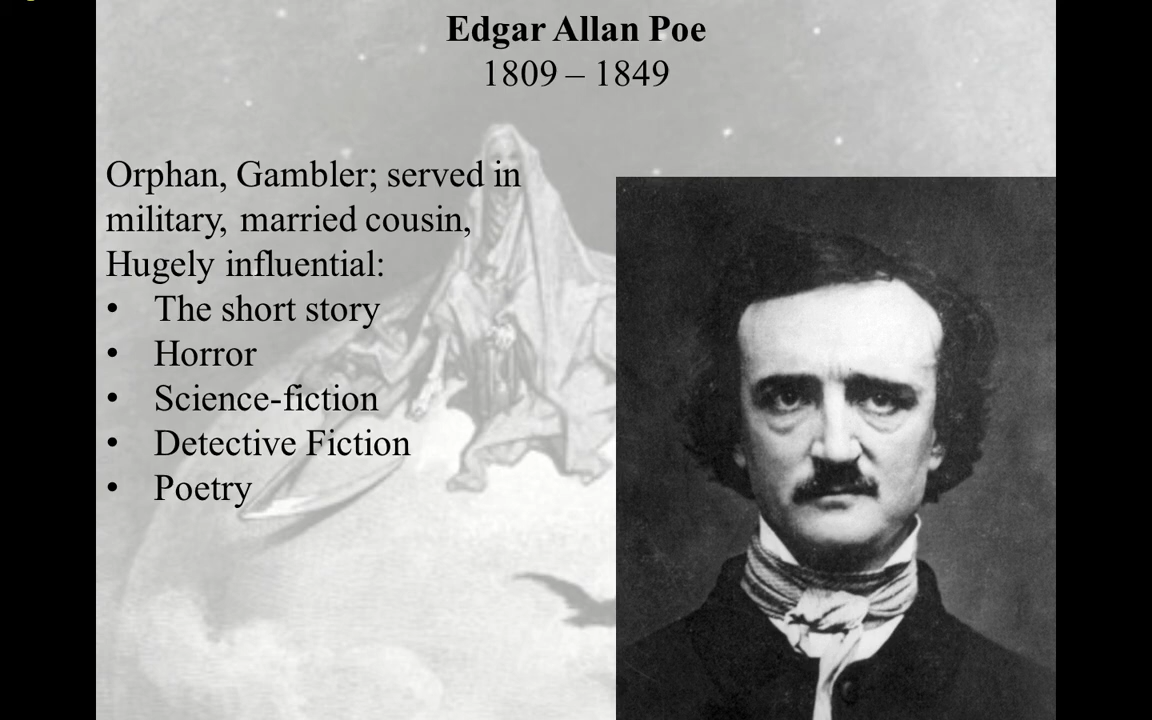 Edgar Allan Poe
1809 – 1849
Orphan, Gambler; served in
military, married cousin,
Hugely influential:
• The short story
• Horror
• Science-fiction
• Detective Fiction
• Poetry